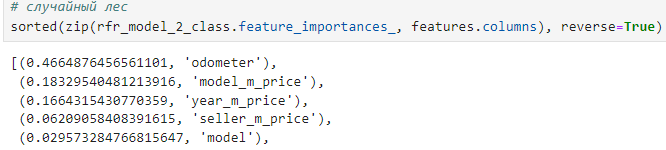 # случайный лес
sorted(zip(rfr_model_2_class.feature_importances_, features.columns), reverse=True)
[(0.4664876456561101, 'odometer'),
(0.18329540481213916, 'model_m_price'),
(0.1664315430770359, 'year_m_price'),
(0.06209058408391615, 'seller_m_price'),
(0.029573284766815647, 'model'),